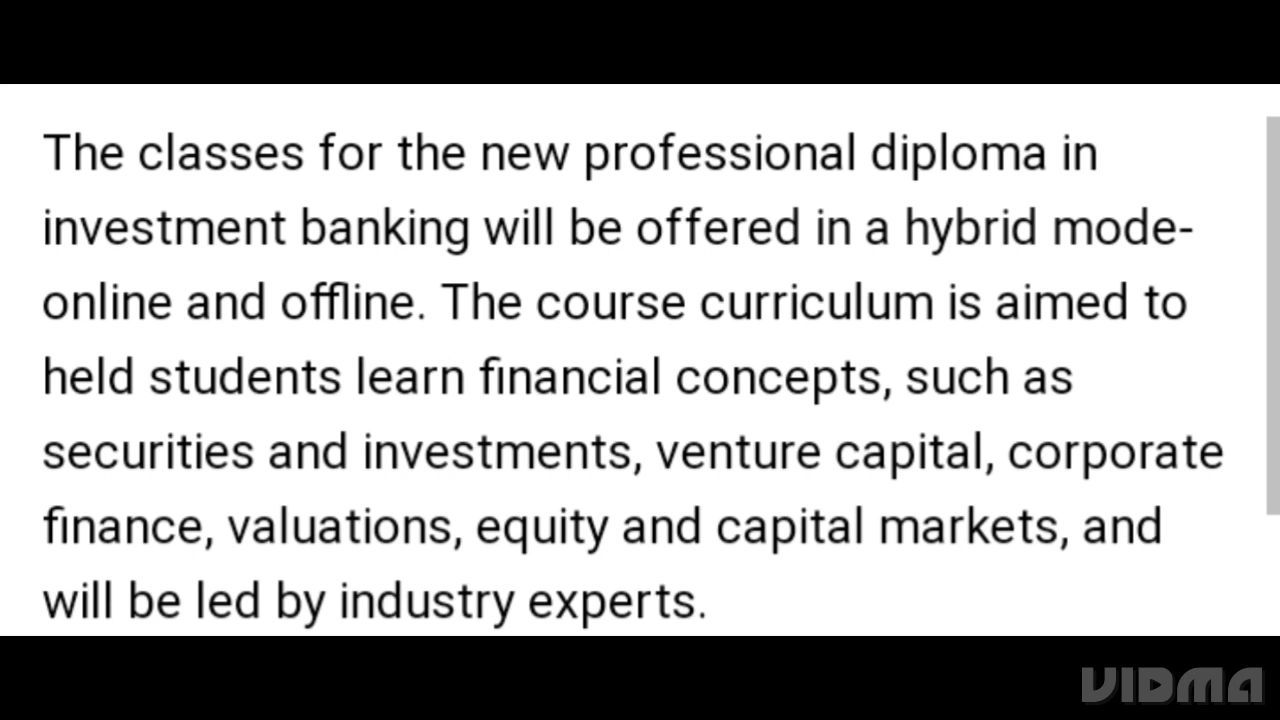 The classes for the new professional diploma in
investment banking will be offered in a hybrid mode-
online and offline. The course curriculum is aimed to
held students learn financial concepts, such as
securities and investments, venture capital, corporate
finance, valuations, equity and capital markets, and
will be led by industry experts.
VIDMA